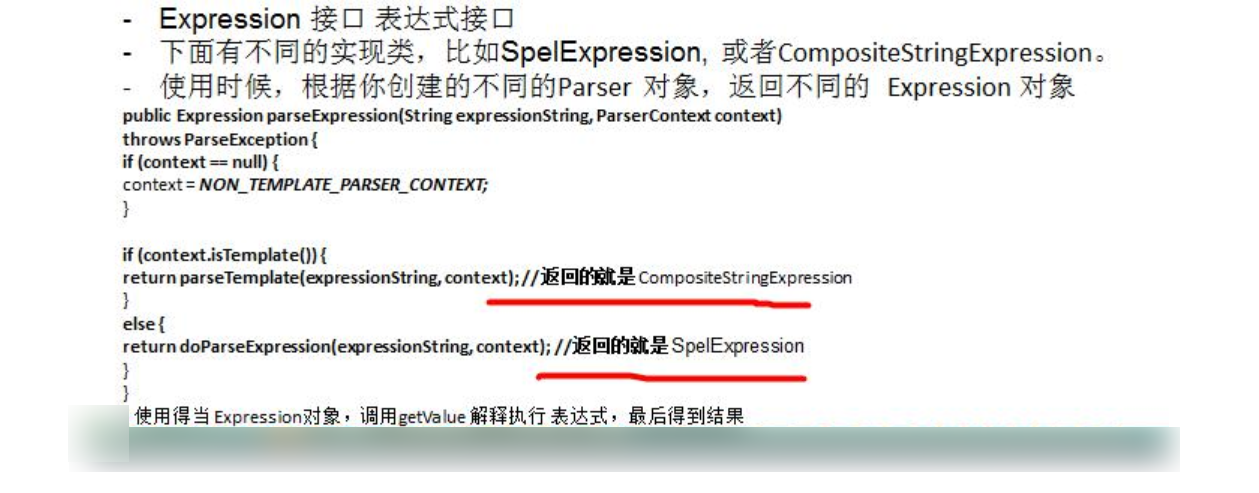 - Expression 接口 表达式接口
- 下面有不同的实现类，比如SpelExpression, 或者CompositeStringExpression。
- 使用时候，根据你创建的不同的Parser 对象，返回不同的 Expression 对象
public Expression parseExpression(String expressionString, ParserContext context)
throws ParseException {
if (context == null) {
context = NON_TEMPLATE_PARSER_CONTEXT;
}
if (context.isTemplate()) {
return parseTemplate(expressionString, context); //返回的就是 CompositeStringExpression
}
else {
return doParseExpression(expressionString, context); //返回的就是 SpelExpression
}
}
使用得当 Expression对象，调用getValue 解释执行 表达式，最后得到结果